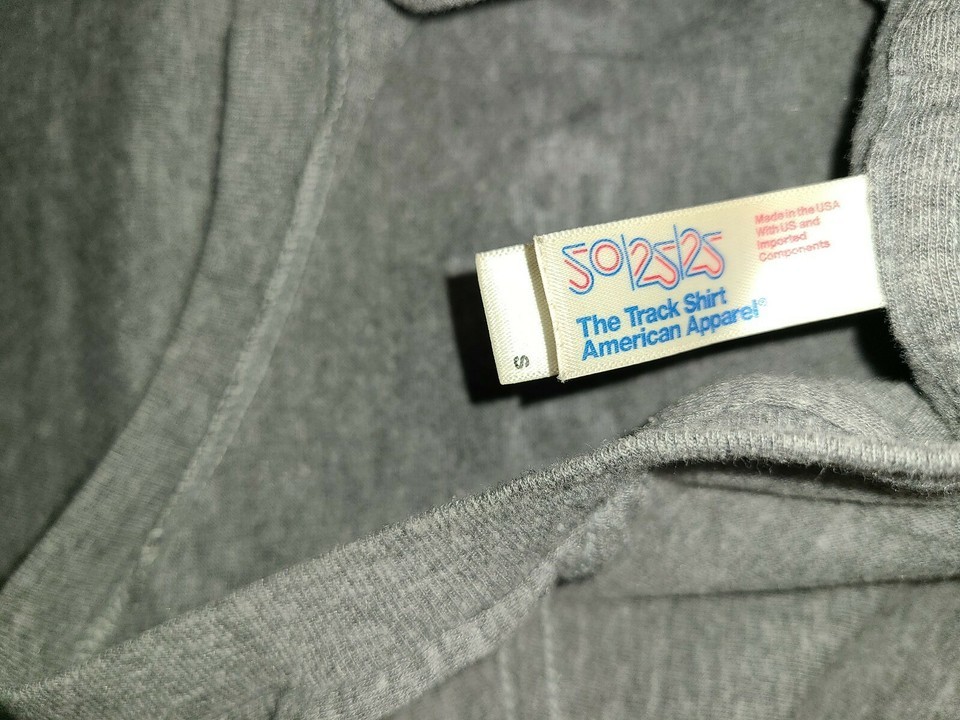 50|25|25
The Track Shirt
American Apparel®
Made in the USA
With US and
Imported
Components
S